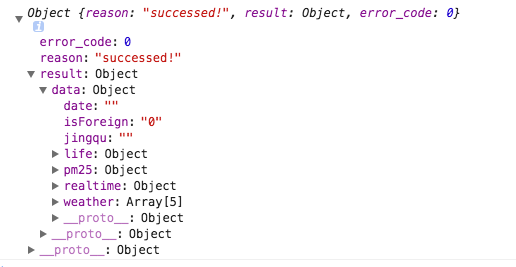 Object {reason: "successed!", result: Object, error_code: 0}
i
error_code: 0
reason: "successed!"
result: Object
data: Object
date: ""
isForeign: "0"
jingqu: ""
life: Object
pm25: Object
realtime: Object
weather: Array[5]
__proto__: Object
__proto__: Object
__proto__: Object